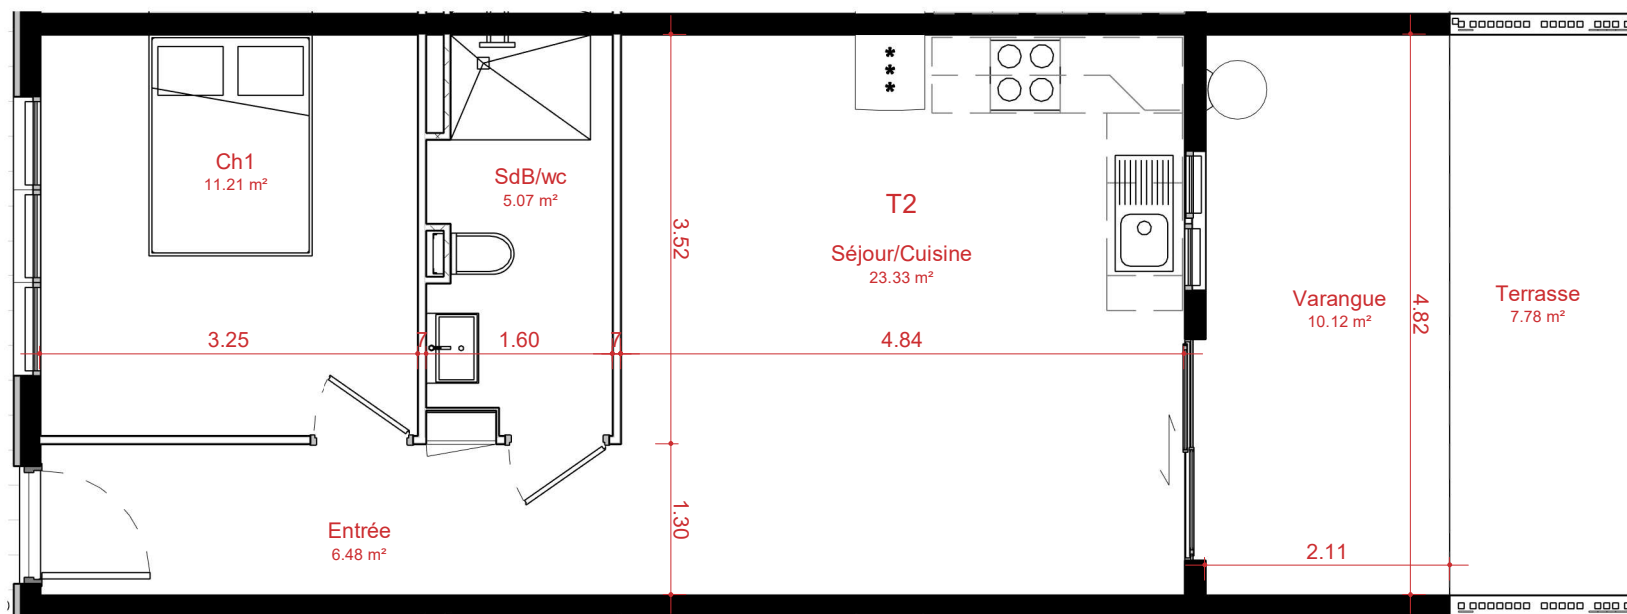 Ch1
11.21 m²
SdB/wc
5.07 m²
T2
Séjour/Cuisine
23.33 m²
3.52
Varangue
10.12 m²
4.82
Terrasse
7.78 m²
3.25
7
1.60
7
4.84
Entrée
6.48 m²
1.30
2.11